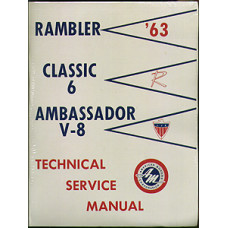 RAMBLER '63
CLASSIC R
6
AMBASSADOR
V-8
TECHNICAL
SERVICE
MANUAL